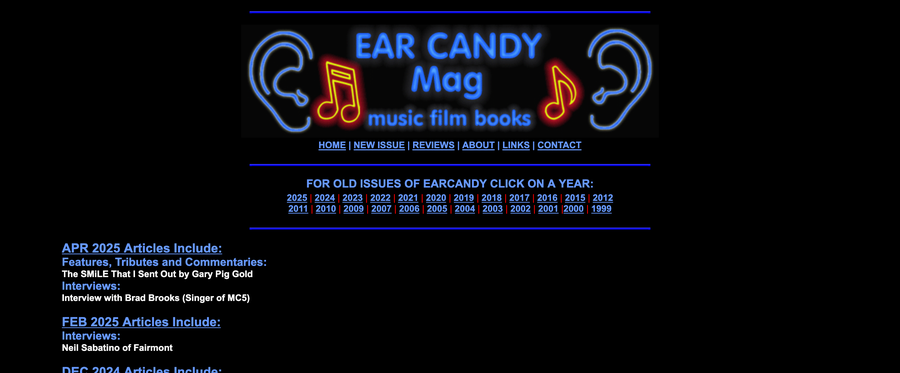 EAR CANDY
Mag
music film books
HOME | NEW ISSUE | REVIEWS | ABOUT | LINKS | CONTACT
FOR OLD ISSUES OF EARCANDY CLICK ON A YEAR:
2025 | 2024 | 2023 | 2022 | 2021 | 2020 | 2019 | 2018 | 2017 | 2016 | 2015 | 2012
2011 | 2010 | 2009 | 2007 | 2006 | 2005 | 2004 | 2003 | 2002 | 2001 |2000 | 1999
APR 2025 Articles Include:
Features, Tributes and Commentaries:
The SMiLE That I Sent Out by Gary Pig Gold
Interviews:
Interview with Brad Brooks (Singer of MC5)
FEB 2025 Articles Include:
Interviews:
Neil Sabatino of Fairmont
DEC 2024 Articles Include: